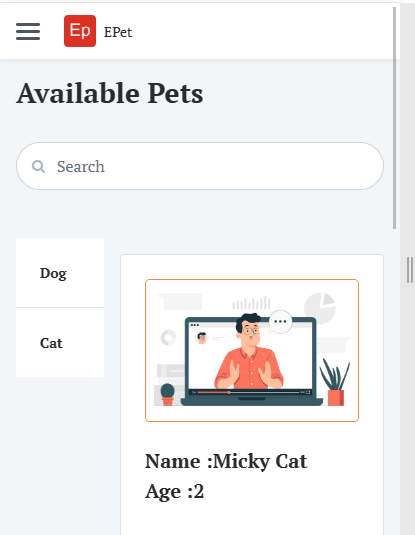 Ep EPet
Available Pets
Search
Dog
Cat
Name :Micky Cat
Age :2